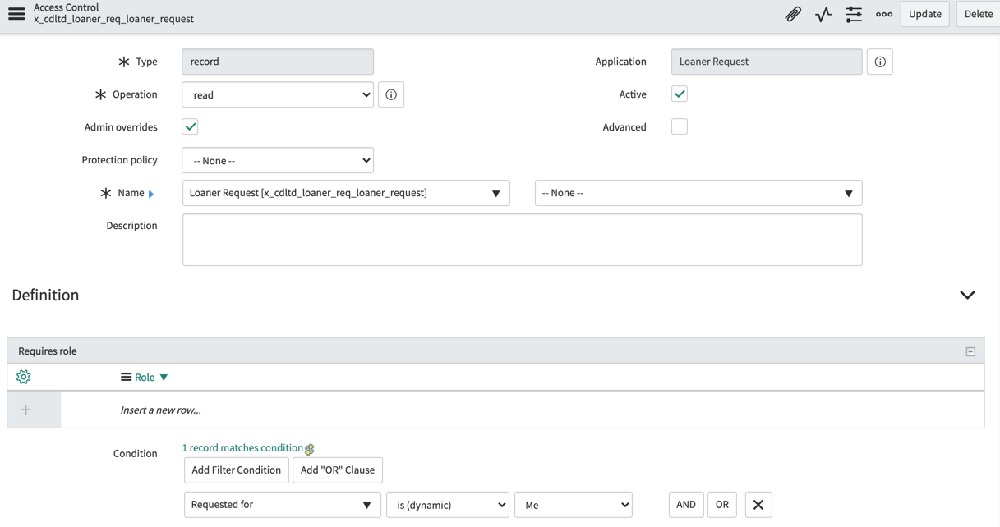 Access Control
x_cdltd_loaner_req_loaner_request
Update
Delete
Type
record
Application
Loaner Request
Operation
read
Active
Admin overrides
Advanced
Protection policy
-- None --
Name
Loaner Request [x_cdltd_loaner_req_loaner_request]
-- None --
Description
Definition
Requires role
Role
Insert a new row...
Condition
1 record matches condition
Add Filter Condition
Add "OR" Clause
Requested for
is (dynamic)
Me
AND
OR